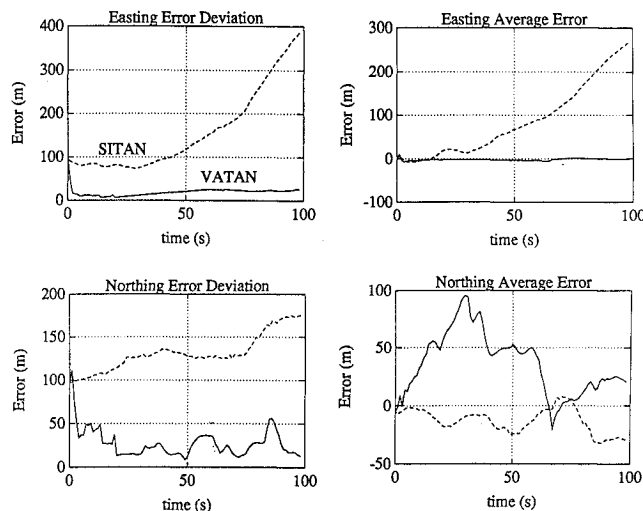 Easting Error Deviation
400
300
200
100
0
Error (m)
SITAN
VATAN
0
50
100
time (s)
Easting Average Error
300
200
100
0
-100
Error (m)
0
50
100
time (s)
Northing Error Deviation
200
150
100
50
0
Error (m)
0
50
100
time (s)
Northing Average Error
100
50
0
-50
Error (m)
0
50
100
time (s)